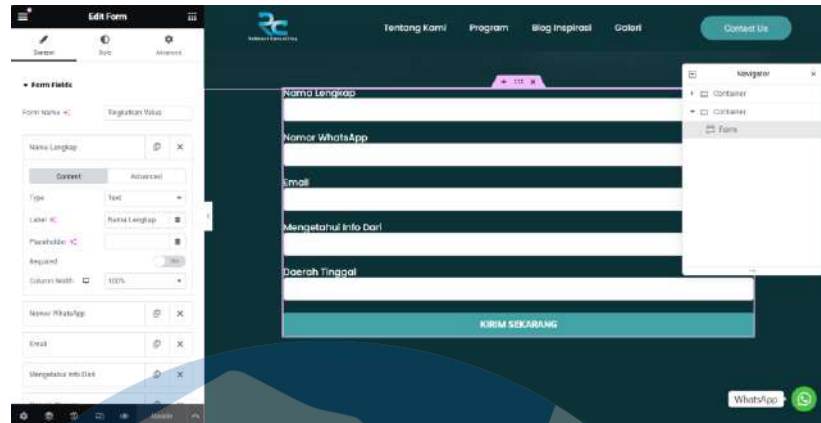 Edit Form
Content
Style
Advanced
Form Fields
Form Name
Tingkatkan Value
Nama Lengkap
Content
Advanced
Type
Text
Label
Nama Lengkap
Placeholder
Required
Column Width
100%
Nomor WhatsApp
Email
Mengetahui Info Dari
Tentang Kami
Program
Blog Inspirasi
Galeri
Contact Us
Nama Lengkap
Nomor WhatsApp
Email
Mengetahui Info Dari
Daerah Tinggal
KIRIM SEKARANG
Navigator
Container
Container
Form
WhatsApp